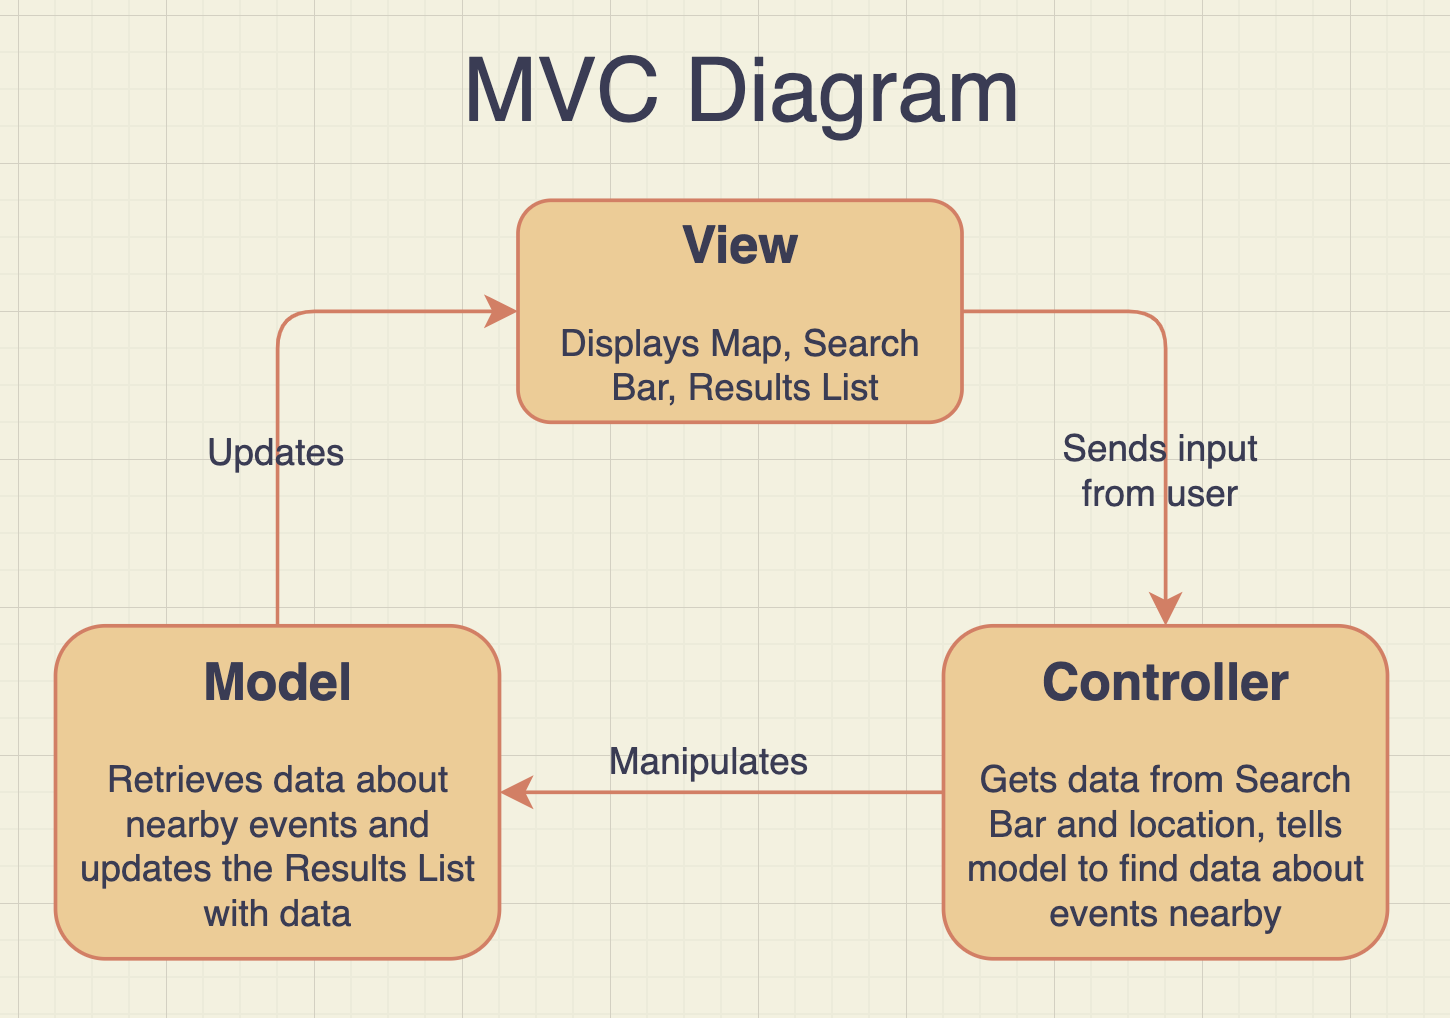 MVC Diagram
View
Displays Map, Search
Bar, Results List
Updates
Sends input
from user
Model
Retrieves data about
nearby events and
updates the Results List
with data
Manipulates
Controller
Gets data from Search
Bar and location, tells
model to find data about
events nearby